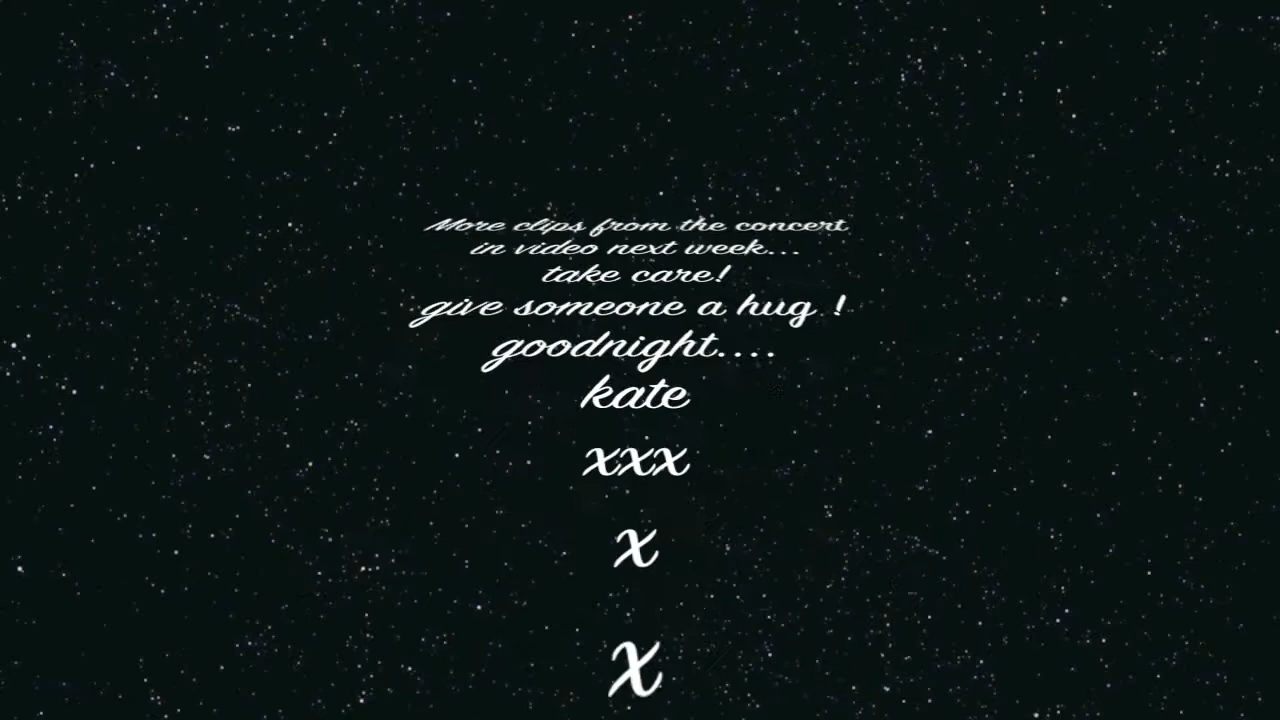 More clips from the concert
in video next week...
take care!
give someone a hug !
goodnight....
kate
xxx
x
x